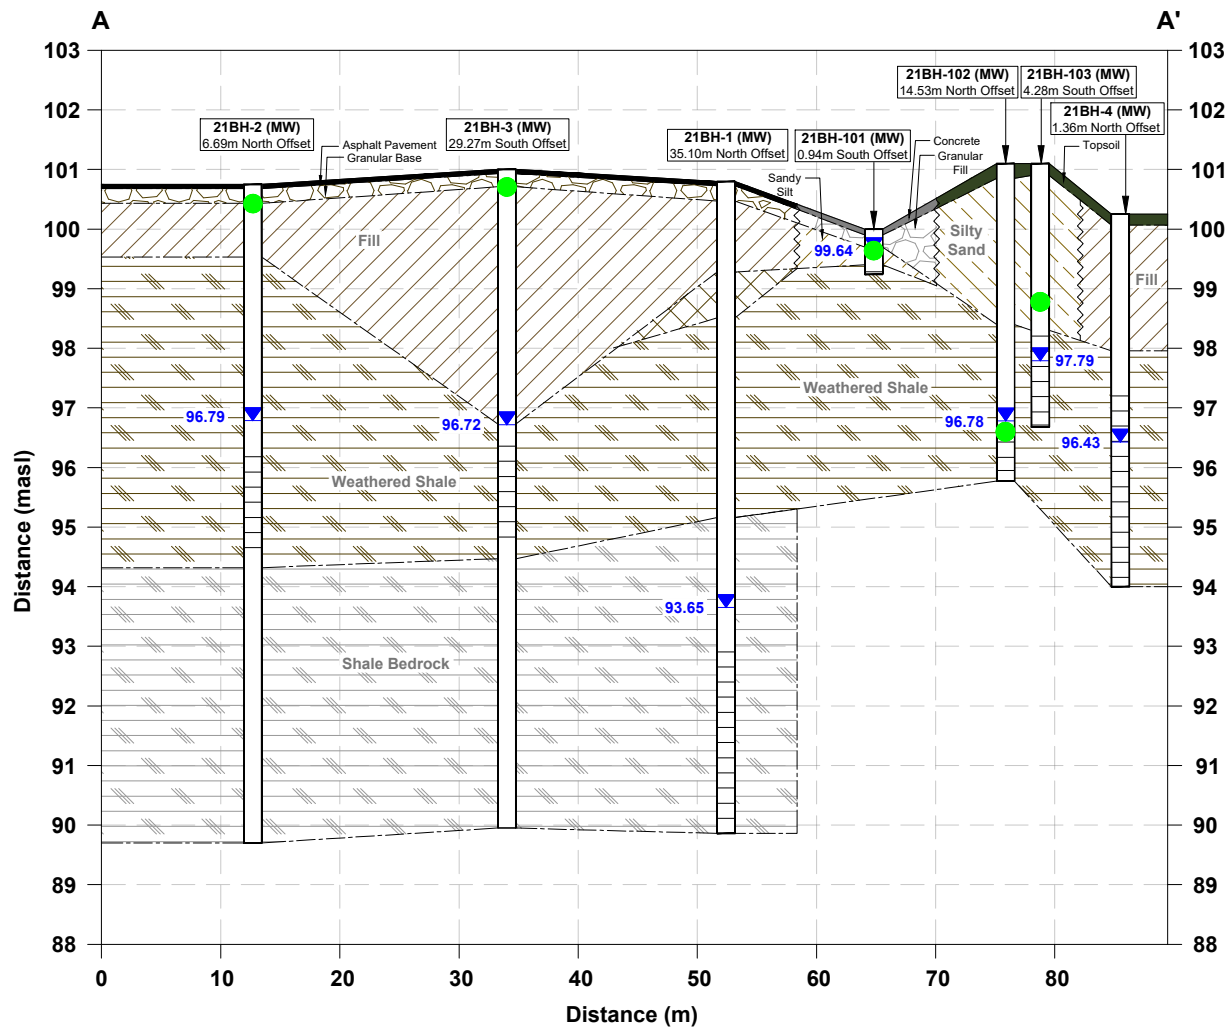 A
A'
103
102
101
100
99
98
97
96
95
94
93
92
91
90
89
88
103
102
101
100
99
98
97
96
95
94
93
92
91
90
89
88
Distance (masl)
21BH-2 (MW)
6.69m North Offset
Asphalt Pavement
Granular Base
21BH-3 (MW)
29.27m South Offset
21BH-1 (MW)
35.10m North Offset
21BH-101 (MW)
0.94m South Offset
21BH-102 (MW)
14.53m North Offset
21BH-103 (MW)
4.28m South Offset
21BH-4 (MW)
1.36m North Offset
Concrete
Granular
Fill
Topsoil
Sandy
Silt
Fill
99.64
Silty
Sand
Fill
Weathered Shale
97.79
96.79
96.72
96.78
96.43
Weathered Shale
93.65
Shale Bedrock
0
10
20
30
40
50
60
70
80
Distance (m)